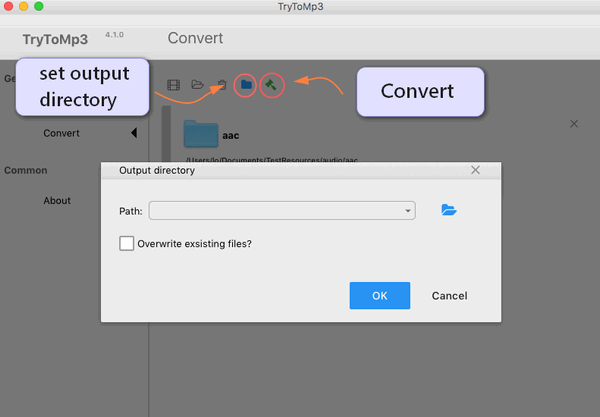 TryToMp3
TryToMp3 4.1.0 Convert
Ge
set output
directory
Convert
Convert
aac
/Users/lo/Documents/TestResources/audio/aac
Common
About
Output directory
Path:
Overwrite exsisting files?
OK Cancel